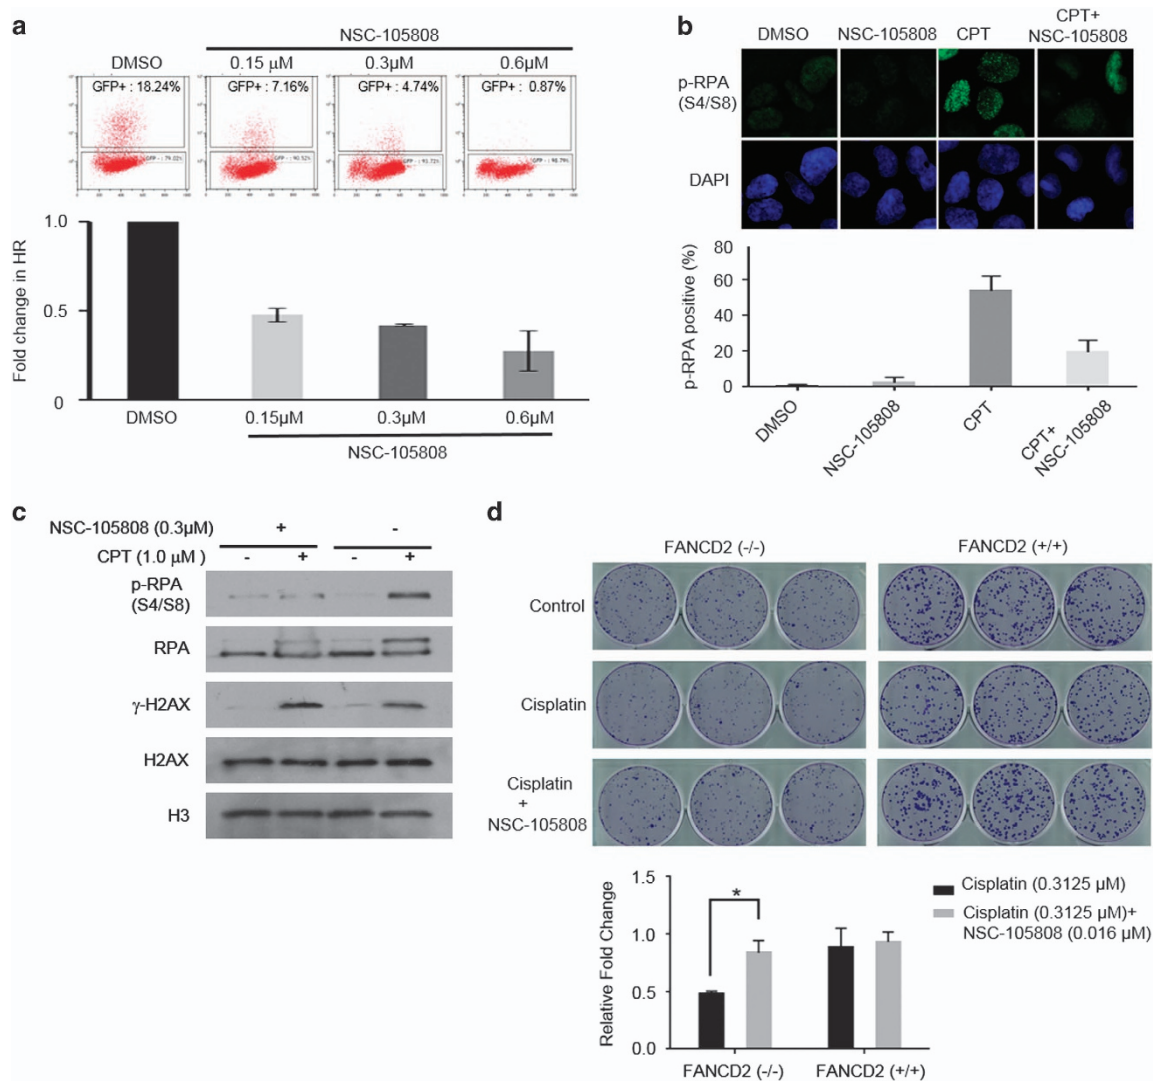 a
NSC-105808
DMSO
0.15 µM
0.3µM
0.6µM
GFP+ : 18.24%
GFP+ : 7.16%
GFP+ : 4.74%
GFP+ : 0.87%
1.0
0.5
0
Fold change in HR
DMSO
0.15µM
0.3µM
0.6µM
NSC-105808
b
DMSO
NSC-105808
CPT
CPT+
NSC-105808
p-RPA
(S4/S8)
DAPI
80
60
40
20
0
p-RPA positive (%)
DMSO
NSC-105808
CPT
CPT+
NSC-105808
c
NSC-105808 (0.3µM)
+
-
CPT (1.0 µM )
-
+
-
+
p-RPA
(S4/S8)
RPA
γ-H2AX
H2AX
H3
d
FANCD2 (-/-)
FANCD2 (+/+)
Control
Cisplatin
Cisplatin
+
NSC-105808
1.5
1.0
0.5
0.0
Relative Fold Change
*
FANCD2 (-/-)
FANCD2 (+/+)
Cisplatin (0.3125 µM)
Cisplatin (0.3125 µM)+
NSC-105808 (0.016 µM)